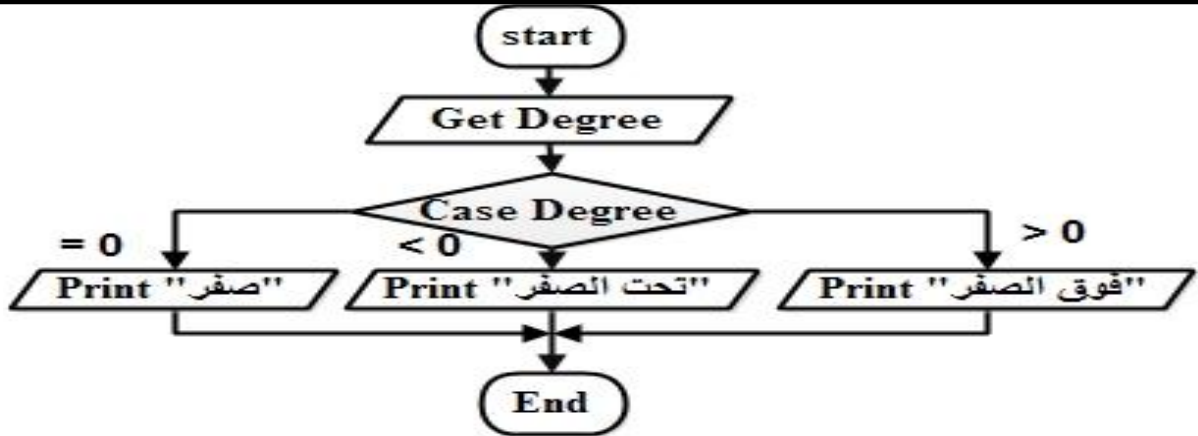 start
Get Degree
Case Degree
= 0
< 0
> 0
Print "صفر"
Print "تحت الصفر"
Print "فوق الصفر"
End